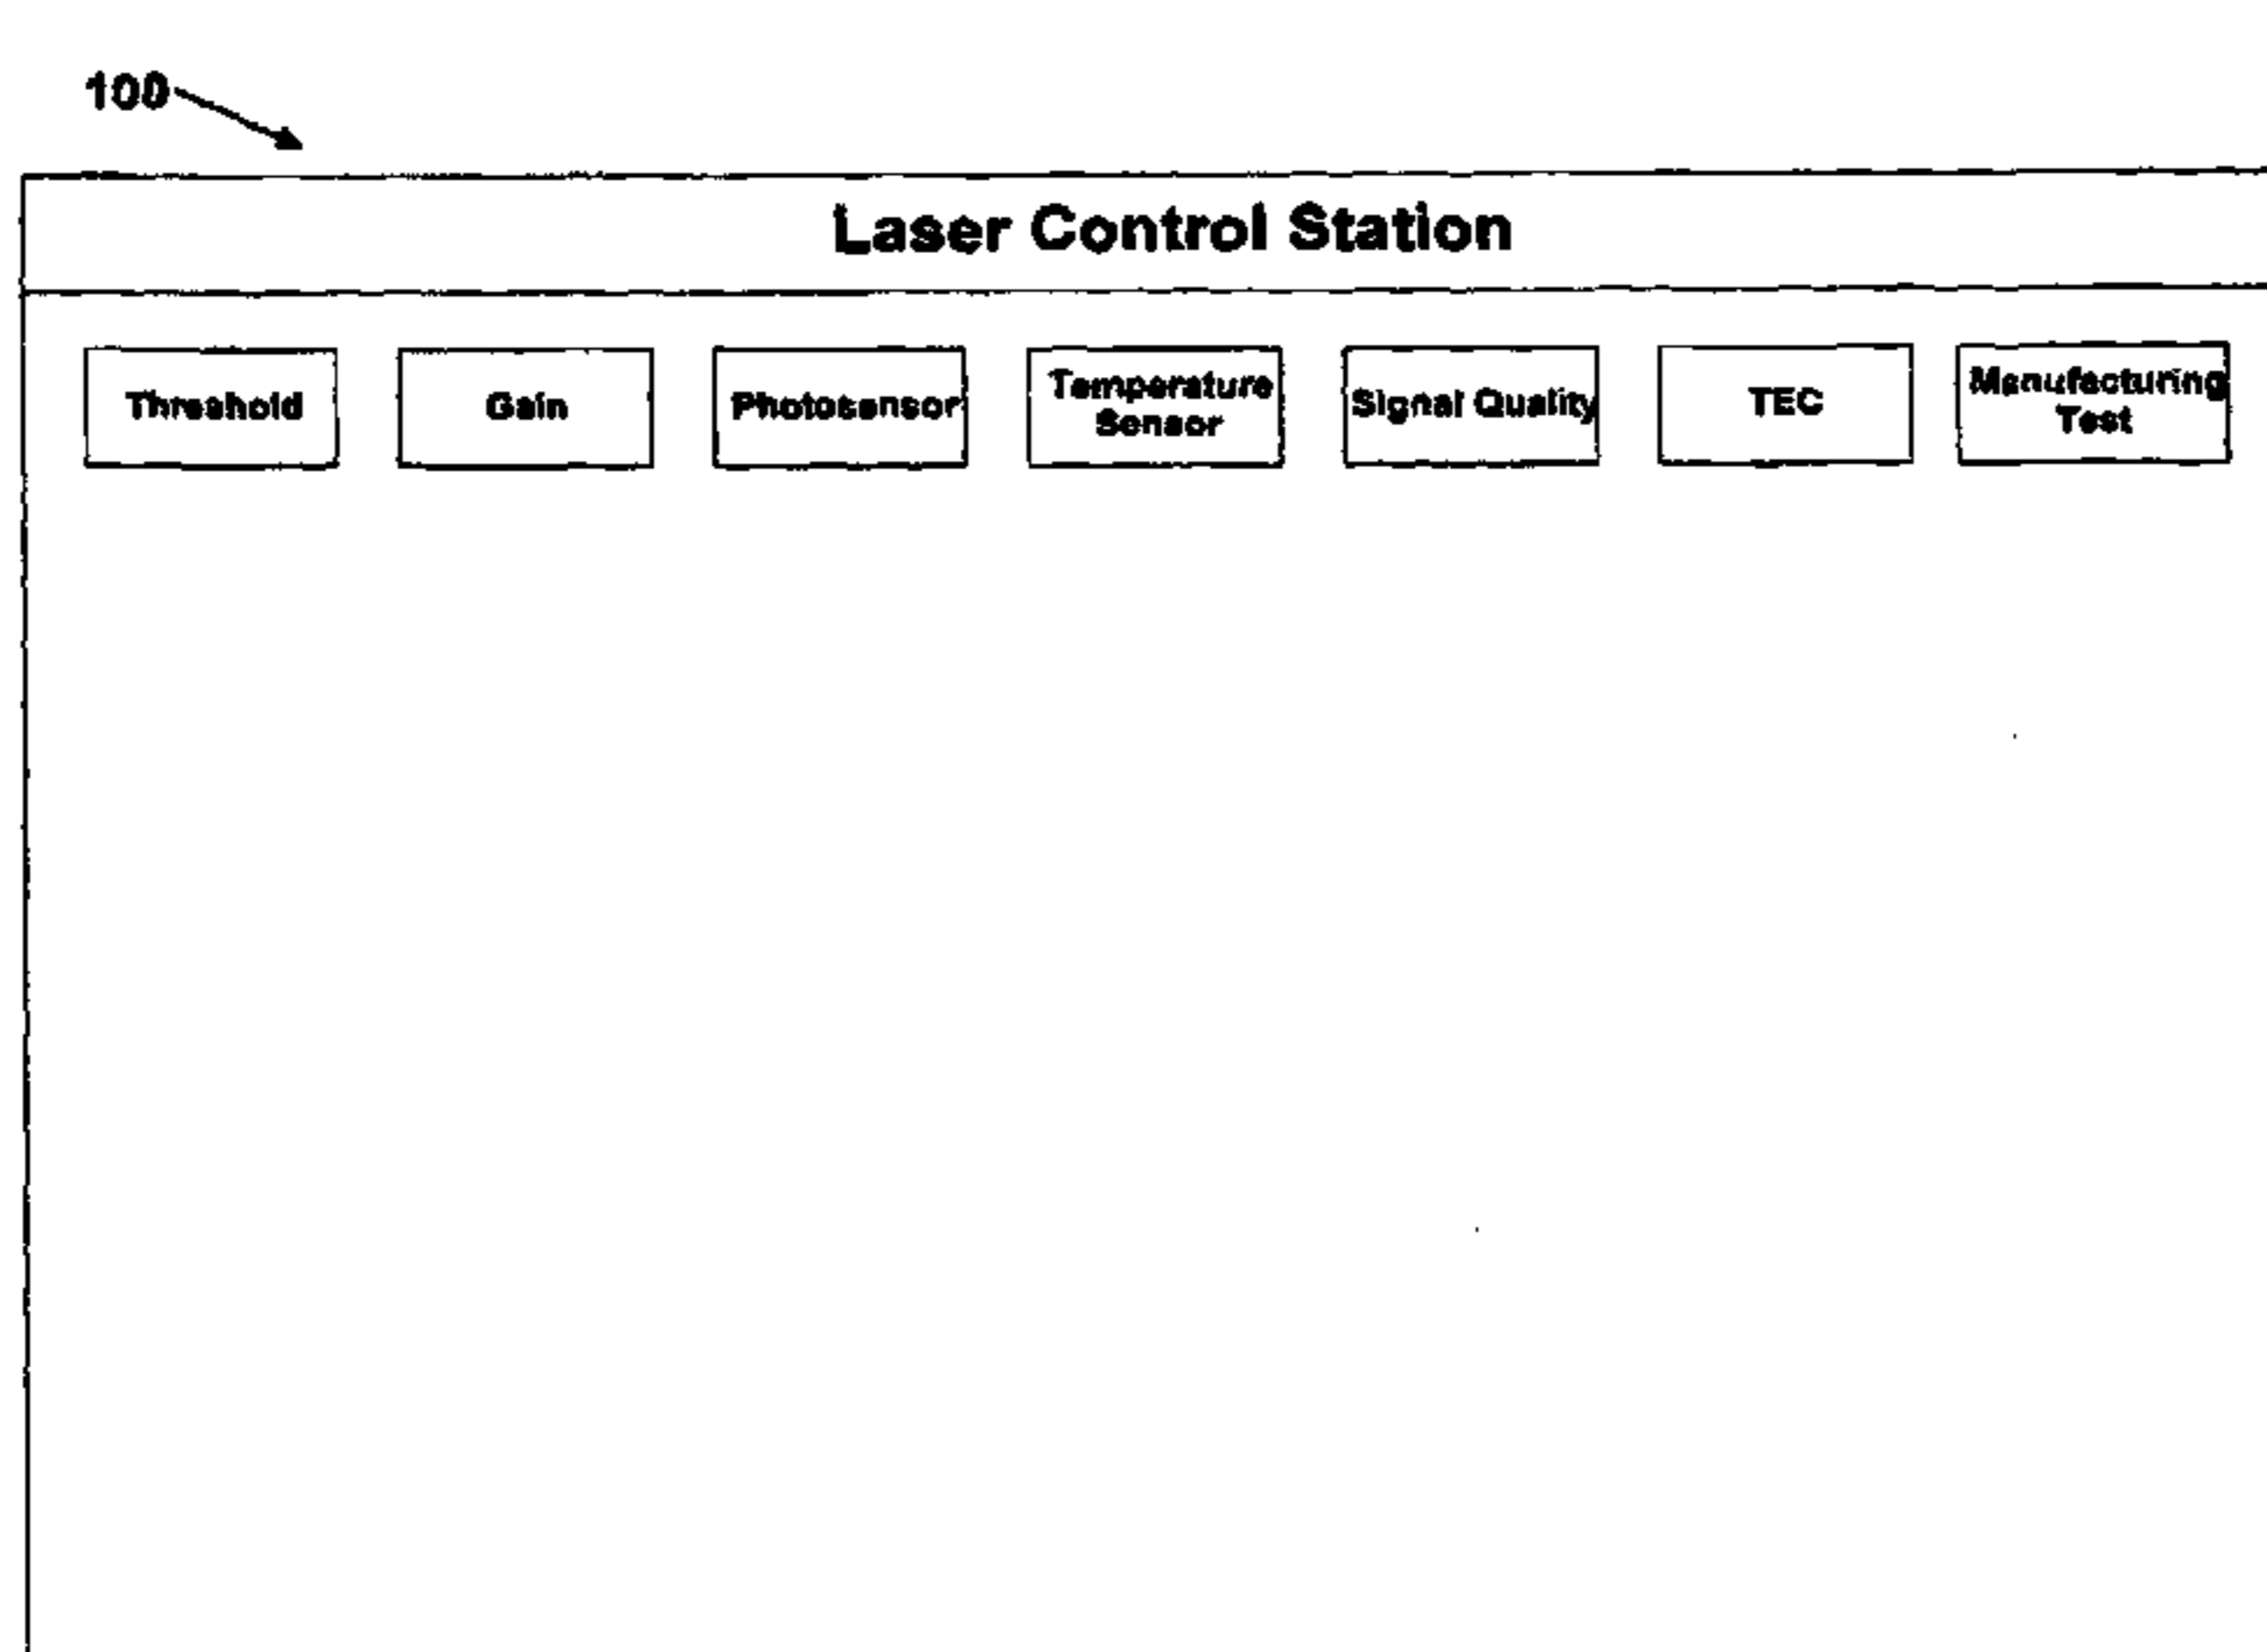 100
Laser Control Station
Threshold Gain Photosensor Temperature Sensor Signal Quality TEC Manufacturing Test